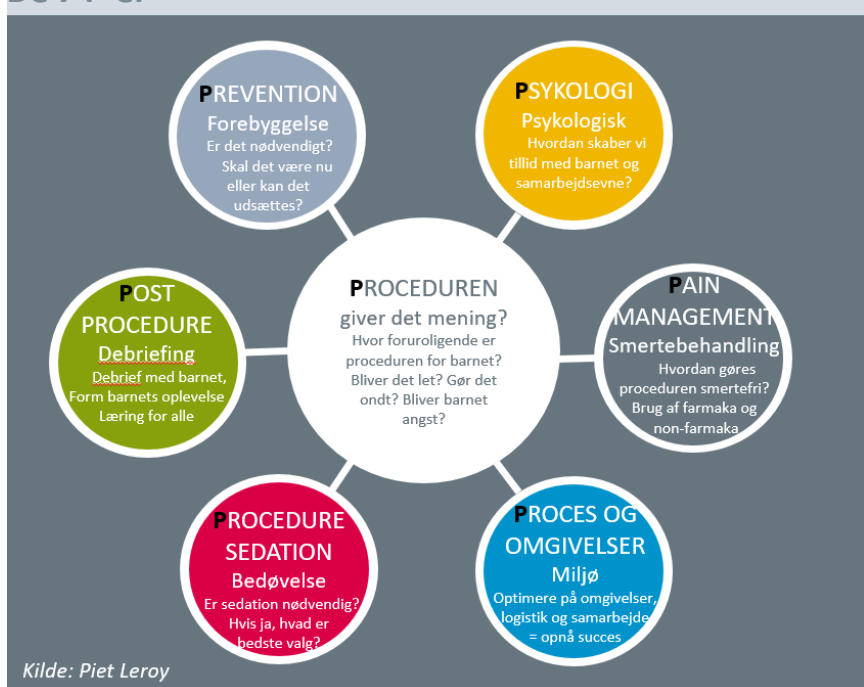 PREVENTION
Forebyggelse
Er det nødvendigt?
Skal det være nu
eller kan det
udsættes?
PSYKOLOGI
Psykologisk
Hvordan skaber vi
tillid med barnet og
samarbejdsevne?
PROCEDUREN
giver det mening?
Hvor foruroligende er
proceduren for barnet?
Bliver det let? Gør det
ondt? Bliver barnet
angst?
POST
PROCEDURE
Debriefing
Debrief med barnet,
Form barnets oplevelse
Læring for alle
PAIN
MANAGEMENT
Smertebehandling
Hvordan gøres
proceduren smertefri?
Brug af farmaka og
non-farmaka
PROCEDURE
SEDATION
Bedøvelse
Er sedation nødvendig?
Hvis ja, hvad er
bedste valg?
PROCES OG
OMGIVELSER
Miljø
Optimere på omgivelser,
logistik og samarbejde
= opnå succes
Kilde: Piet Leroy